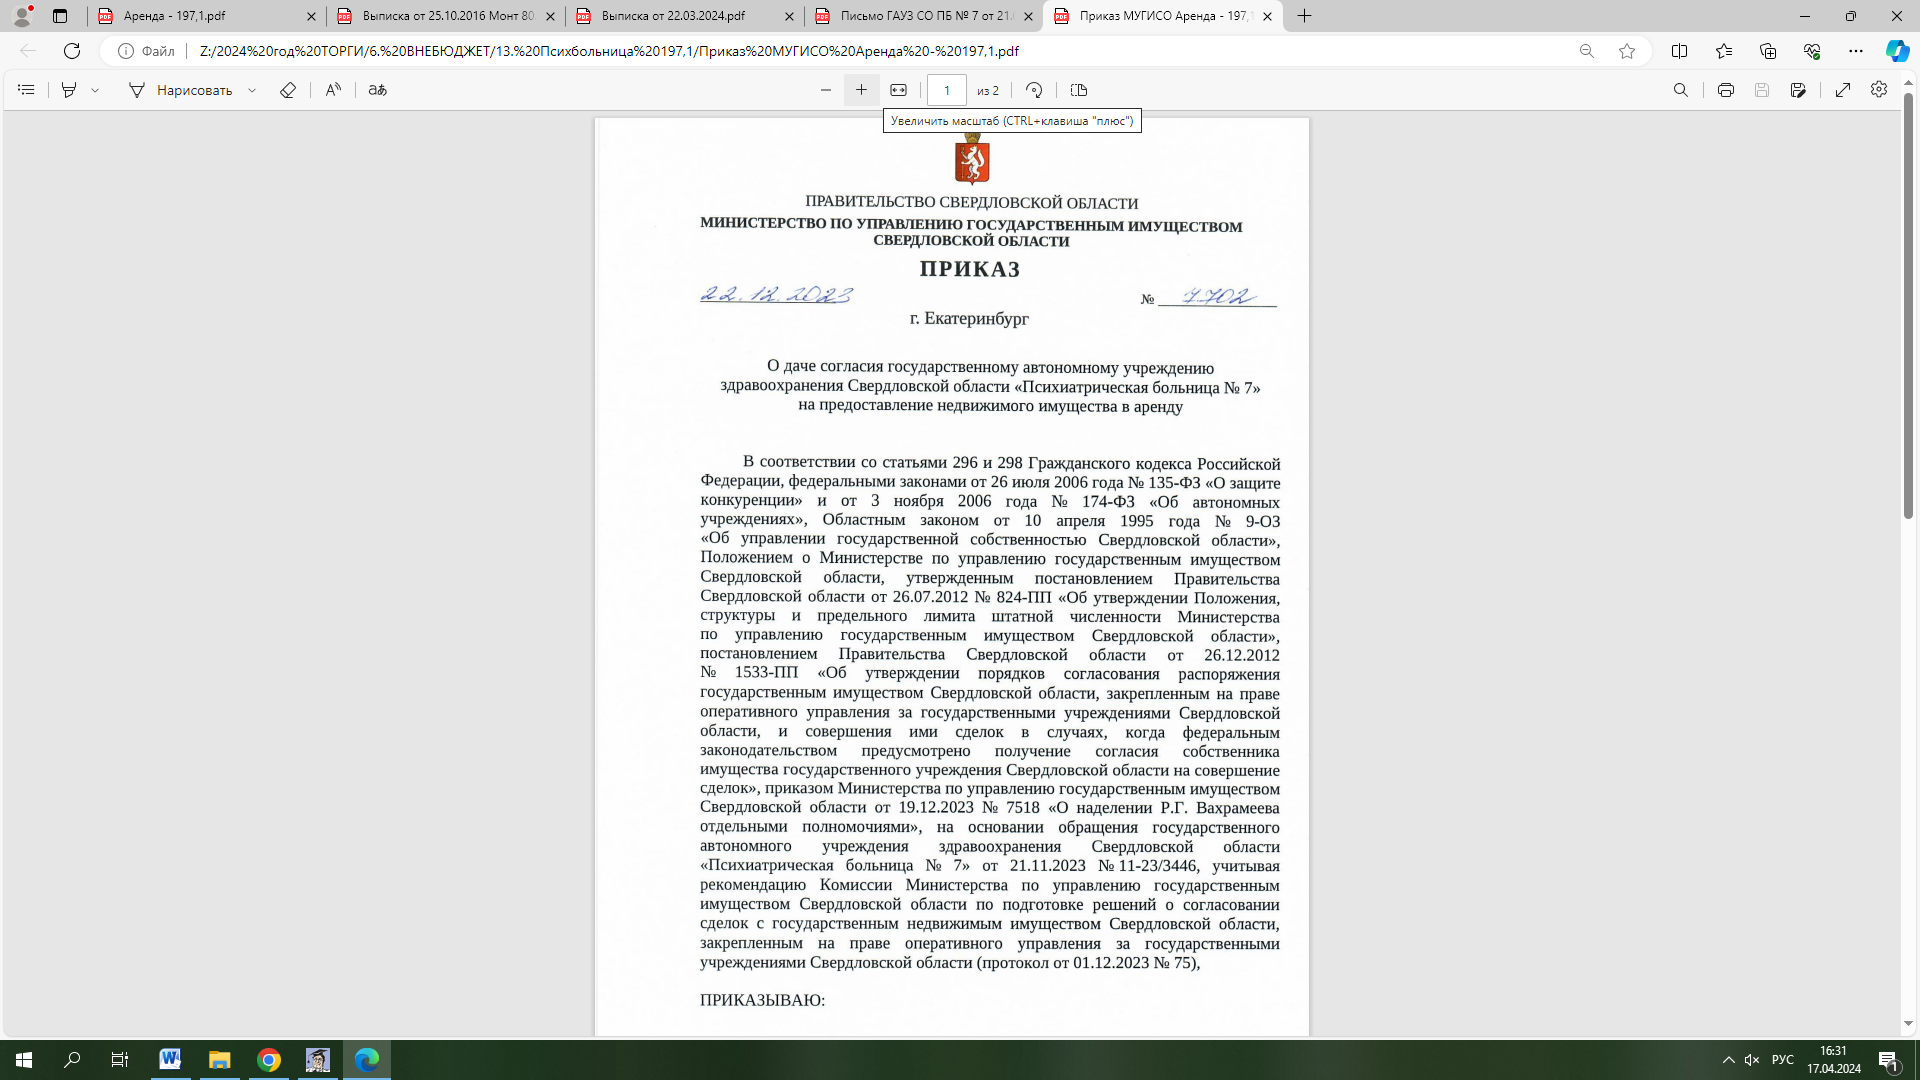 Аренда - 197,1.pdf
Выписка от 25.10.2016 Монт 80.
Выписка от 22.03.2024.pdf
Письмо ГАУЗ СО ПБ № 7 от 21.
Приказ МУГИСО Аренда - 197,1
Файл
Z:/2024%20год%20ТОРГИ/6.%20ВНЕБЮДЖЕТ/13.%20Психбольница%20197,1/Приказ%20МУГИСО%20Аренда%20-%20197,1.pdf
Нарисовать
1 из 2
Увеличить масштаб (CTRL+клавиша "плюс")
ПРАВИТЕЛЬСТВО СВЕРДЛОВСКОЙ ОБЛАСТИ
МИНИСТЕРСТВО ПО УПРАВЛЕНИЮ ГОСУДАРСТВЕННЫМ ИМУЩЕСТВОМ
СВЕРДЛОВСКОЙ ОБЛАСТИ
ПРИКАЗ
22.12.2023 № 7702
г. Екатеринбург
О даче согласия государственному автономному учреждению
здравоохранения Свердловской области «Психиатрическая больница № 7»
на предоставление недвижимого имущества в аренду
В соответствии со статьями 296 и 298 Гражданского кодекса Российской
Федерации, федеральными законами от 26 июля 2006 года № 135-ФЗ «О защите
конкуренции» и от 3 ноября 2006 года № 174-ФЗ «Об автономных
учреждениях», Областным законом от 10 апреля 1995 года № 9-ОЗ
«Об управлении государственной собственностью Свердловской области»,
Положением о Министерстве по управлению государственным имуществом
Свердловской области, утвержденным постановлением Правительства
Свердловской области от 26.07.2012 № 824-ПП «Об утверждении Положения,
структуры и предельного лимита штатной численности Министерства
по управлению государственным имуществом Свердловской области»,
постановлением Правительства Свердловской области от 26.12.2012
№ 1533-ПП «Об утверждении порядков согласования распоряжения
государственным имуществом Свердловской области, закрепленным на праве
оперативного управления за государственными учреждениями Свердловской
области, и совершения ими сделок в случаях, когда федеральным
законодательством предусмотрено получение согласия собственника
имущества государственного учреждения Свердловской области на совершение
сделок», приказом Министерства по управлению государственным имуществом
Свердловской области от 19.12.2023 № 7518 «О наделении Р.Г. Вахрамеева
отдельными полномочиями», на основании обращения государственного
автономного учреждения здравоохранения Свердловской области
«Психиатрическая больница № 7» от 21.11.2023 № 11-23/3446, учитывая
рекомендацию Комиссии Министерства по управлению государственным
имуществом Свердловской области по подготовке решений о согласовании
сделок с государственным недвижимым имуществом Свердловской области,
закрепленным на праве оперативного управления за государственными
учреждениями Свердловской области (протокол от 01.12.2023 № 75),
ПРИКАЗЫВАЮ:
РУС
16:31
17.04.2024
1